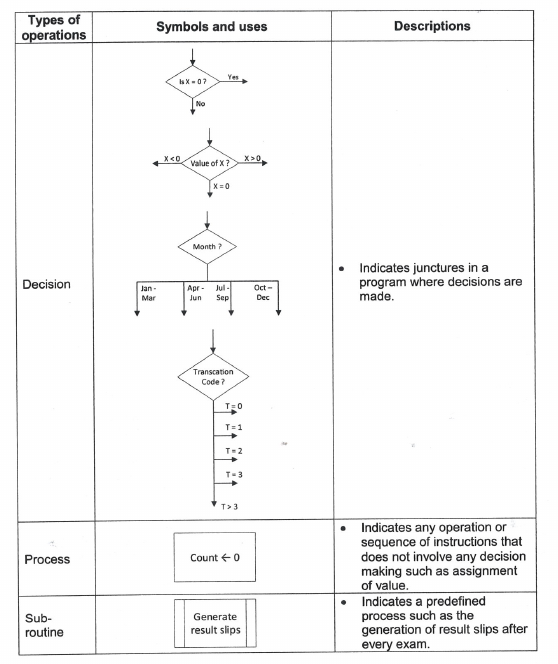 Types of
operations
Symbols and uses
Descriptions
Decision
Is X = 0 ?
Yes
No
X < 0
Value of X ?
X > 0
X = 0
Month ?
Jan -
Mar
Apr -
Jun
Jul -
Sep
Oct –
Dec
Transcation
Code ?
T = 0
T = 1
T = 2
T = 3
T > 3
• Indicates junctures in a
program where decisions are
made.
Process
Count ← 0
• Indicates any operation or
sequence of instructions that
does not involve any decision
making such as assignment
of value.
Sub-
routine
Generate
result slips
• Indicates a predefined
process such as the
generation of result slips after
every exam.